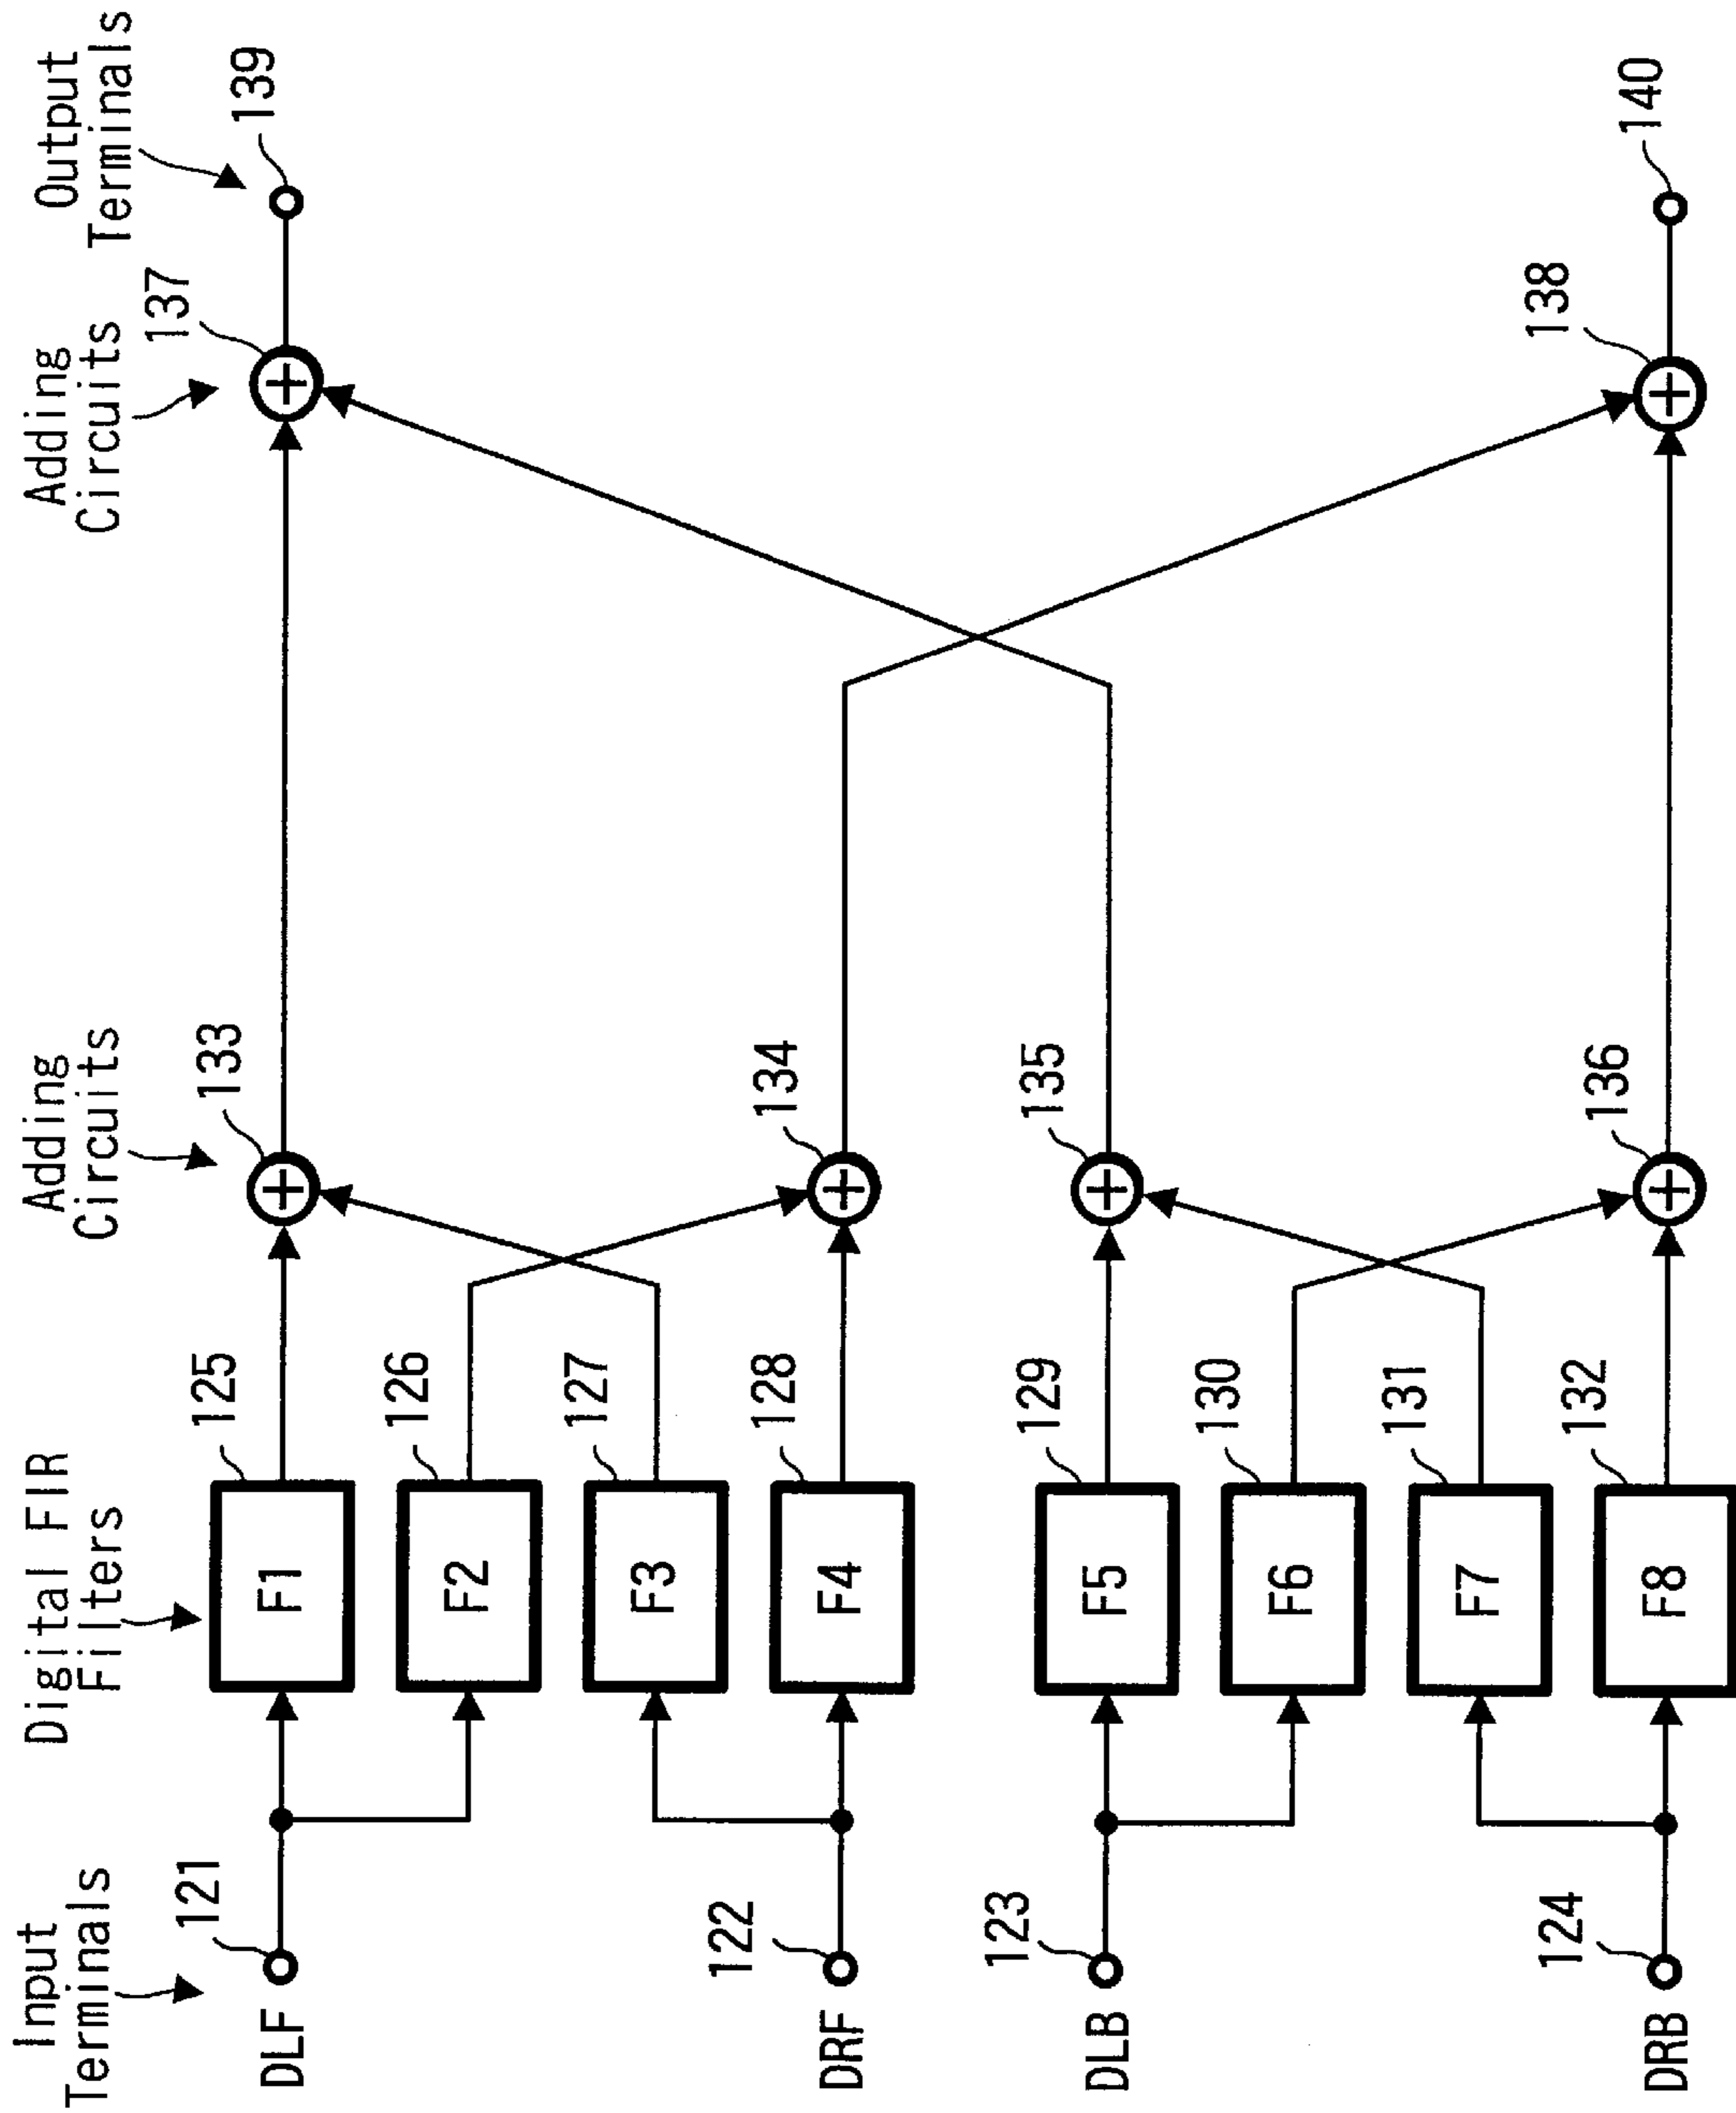 Input
Terminals
Digital FIR
Filters
Adding
Circuits
Adding
Circuits
Output
Terminals
DLF
121
F1
125
133
137
139
F2
126
F3
127
DRF
122
F4
128
134
DLB
123
F5
129
135
F6
130
F7
131
DRB
124
F8
132
136
138
140